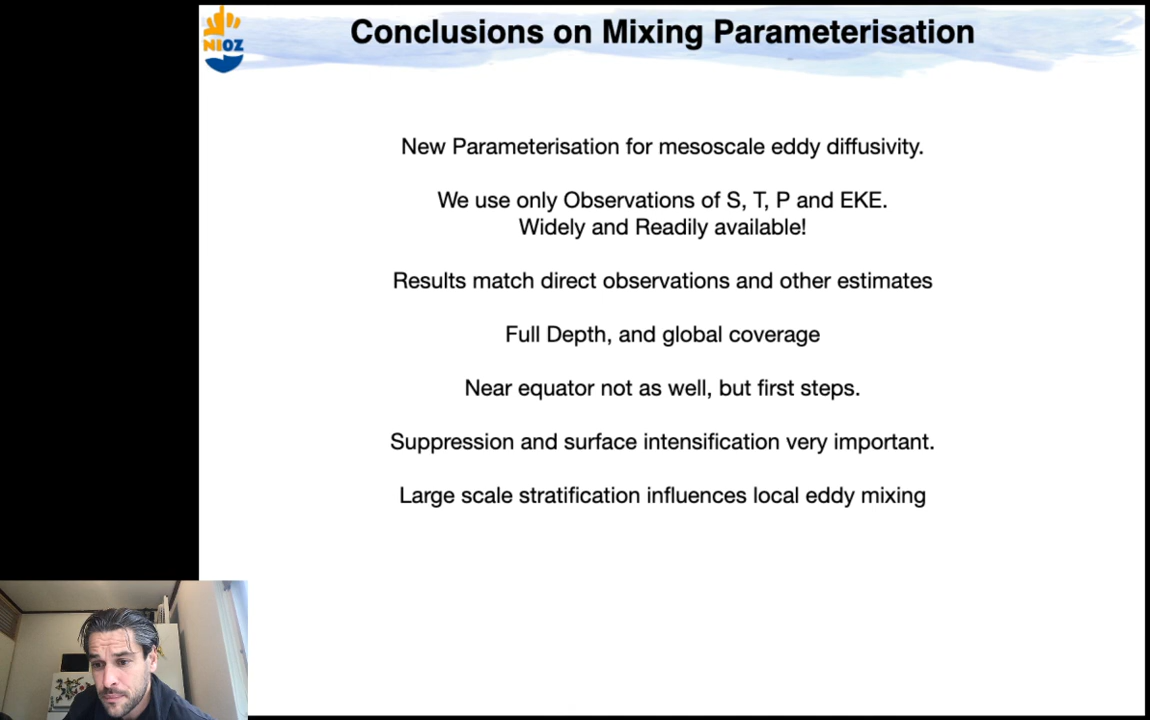 NIOZ
Conclusions on Mixing Parameterisation
New Parameterisation for mesoscale eddy diffusivity.
We use only Observations of S, T, P and EKE.
Widely and Readily available!
Results match direct observations and other estimates
Full Depth, and global coverage
Near equator not as well, but first steps.
Suppression and surface intensification very important.
Large scale stratification influences local eddy mixing